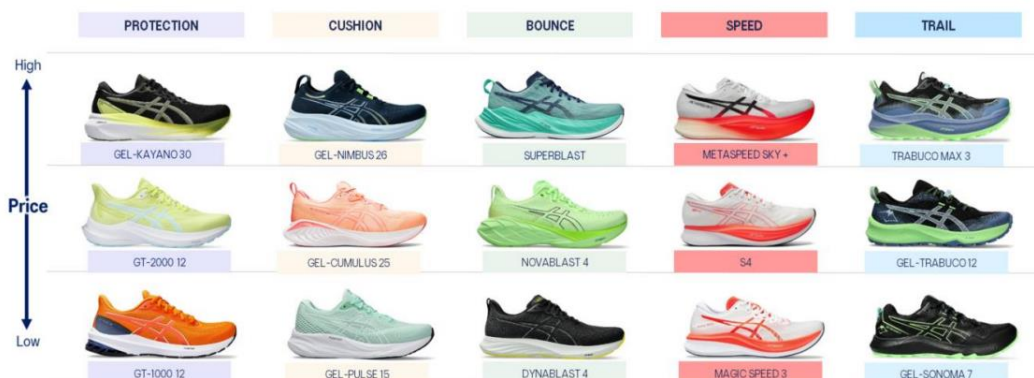 PROTECTION CUSHION BOUNCE SPEED TRAIL
High
GEL-KAYANO 30 GEL-NIMBUS 26 SUPERBLAST METASPEED SKY + TRABUCO MAX 3
Price
GT-2000 12 GEL-CUMULUS 25 NOVABLAST 4 S4 GEL-TRABUCO 12
Low
GT-1000 12 GEL-PULSE 15 DYNABLAST 4 MAGIC SPEED 3 GEL-SONOMA 7